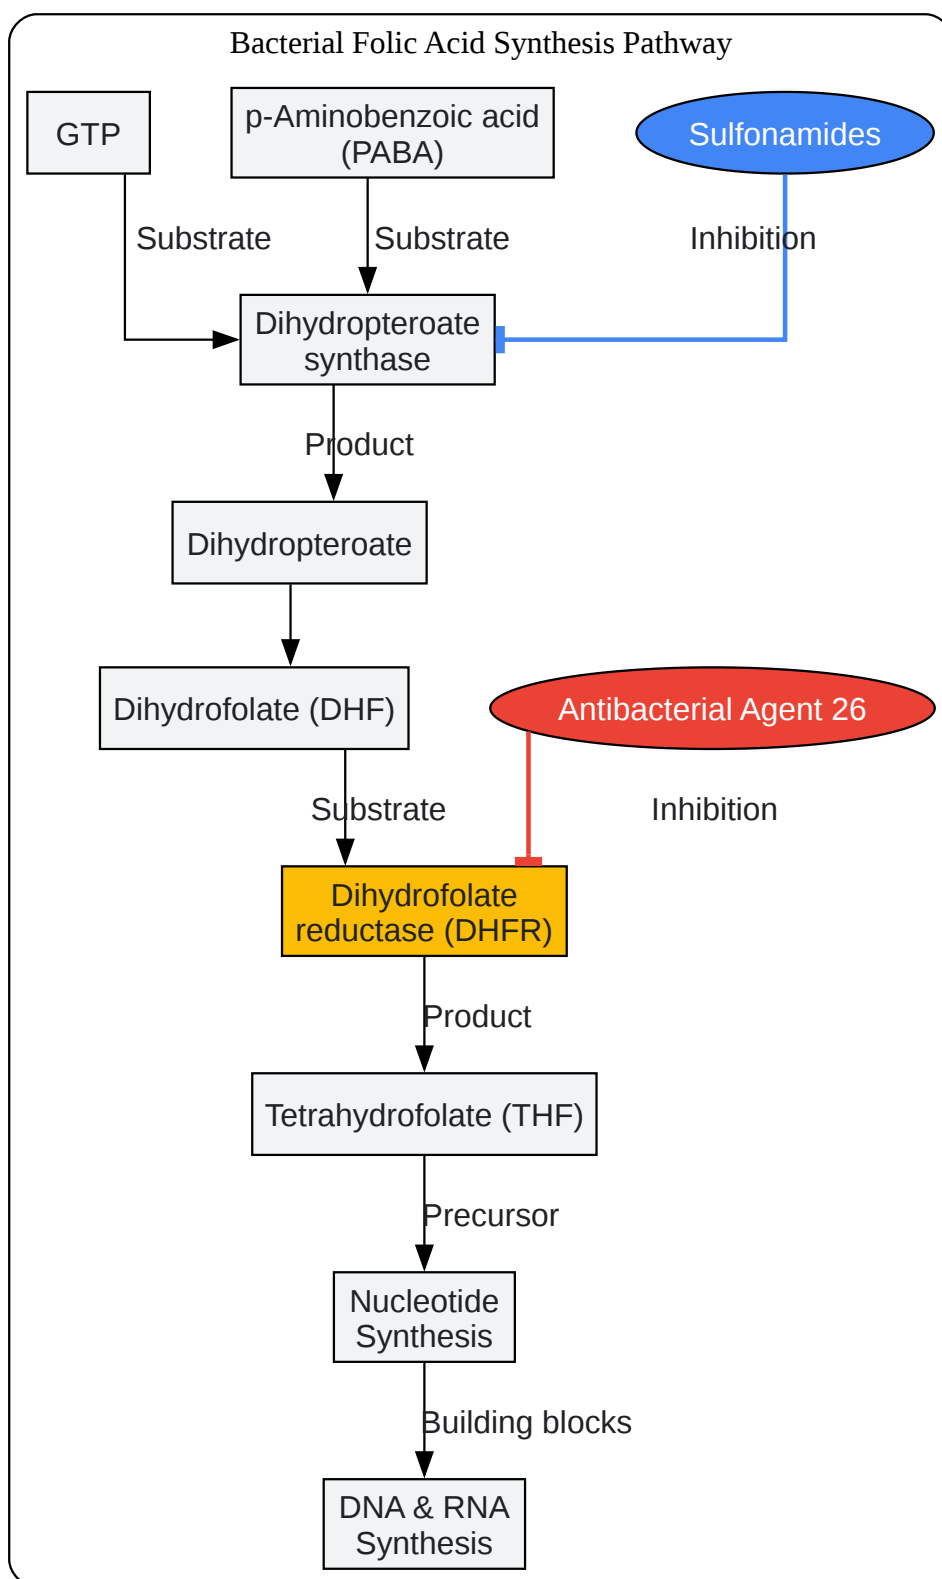 Bacterial Folic Acid Synthesis Pathway
GTP
p-Aminobenzoic acid
(PABA)
Sulfonamides
Substrate
Substrate
Inhibition
Dihydropteroate
synthase
Product
Dihydropteroate
Dihydrofolate (DHF)
Antibacterial Agent 26
Substrate
Inhibition
Dihydrofolate
reductase (DHFR)
Product
Tetrahydrofolate (THF)
Precursor
Nucleotide
Synthesis
Building blocks
DNA & RNA
Synthesis